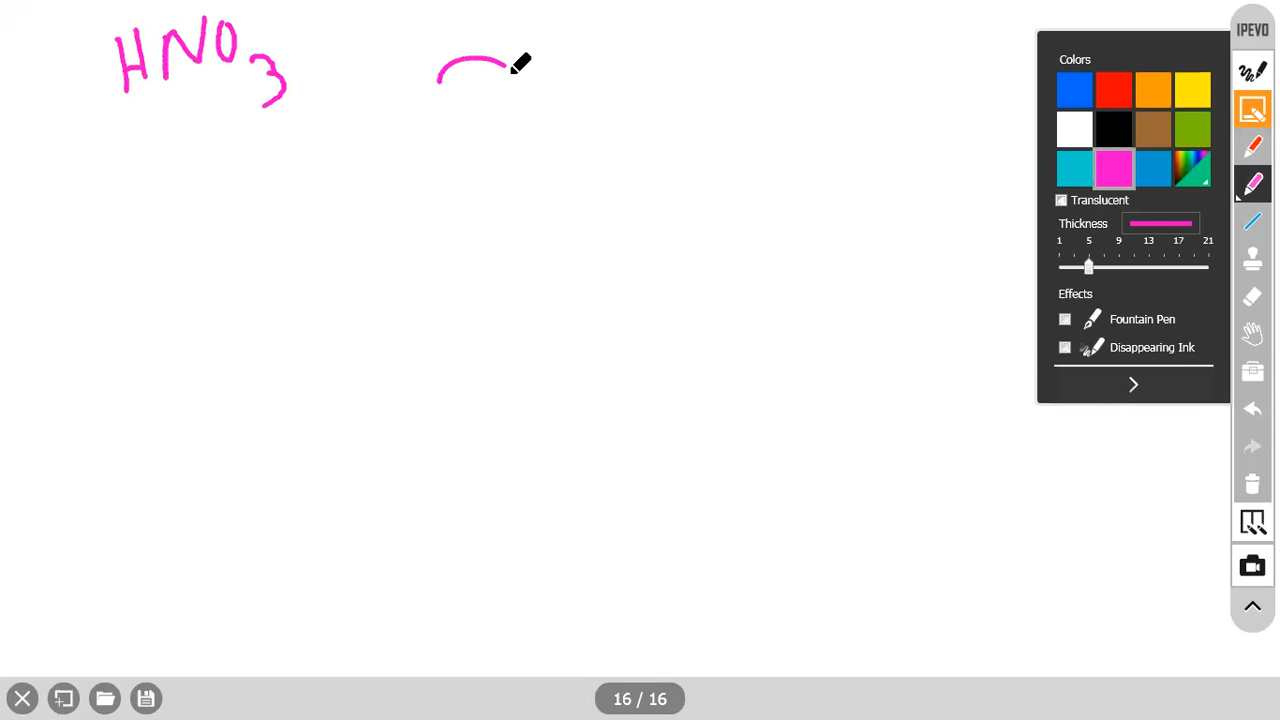 HNO3
IPEVO
Colors
Translucent
Thickness
1 5 9 13 17 21
Effects
Fountain Pen
Disappearing Ink
16 / 16